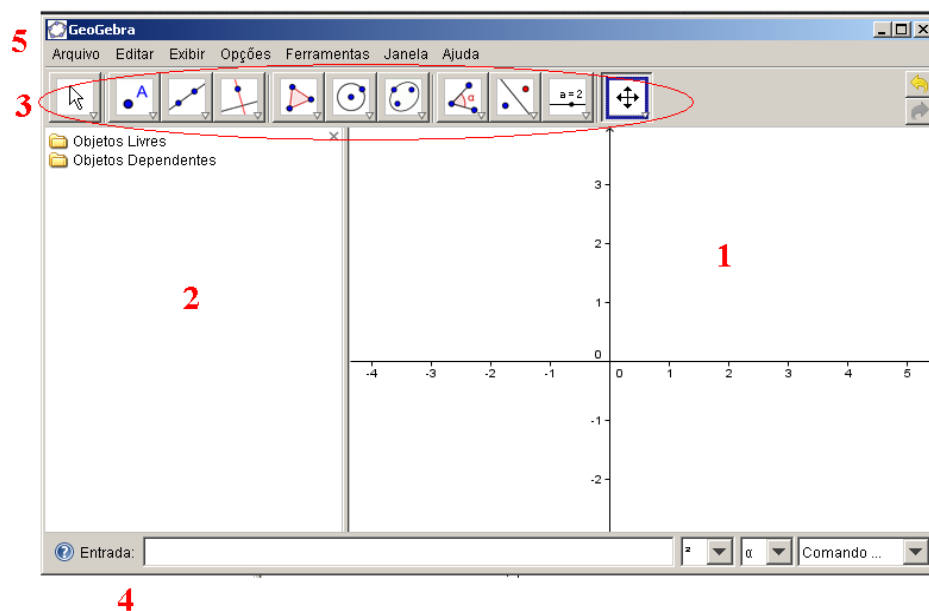 GeoGebra
5
Arquivo Editar Exibir Opções Ferramentas Janela Ajuda
3
A
α
a = 2
Objetos Livres
Objetos Dependentes
3
2
1
0
-4 -3 -2 -1 0 1 2 3 4 5
-1
-2
1
2
Entrada:
² α Comando ...
4